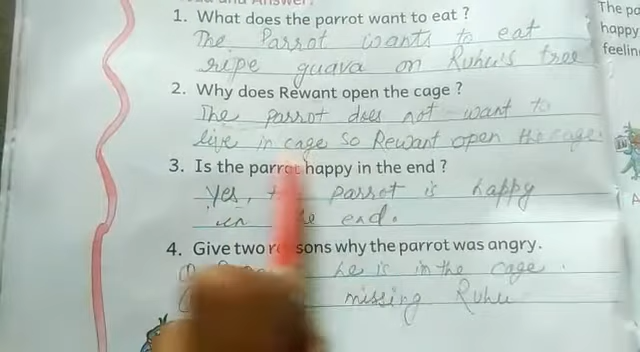 and Answer.
1. What does the parrot want to eat ?
The Parrot wants to eat
ripe guava on Ruhu's tree
2. Why does Rewant open the cage ?
The parrot does not want to
live in cage so Rewant open the cage.
3. Is the parrot happy in the end ?
Yes, parrot is happy
in end.
4. Give two why the parrot was angry.
he is in the cage.
missing Ruhu
The pa
happy
feelin